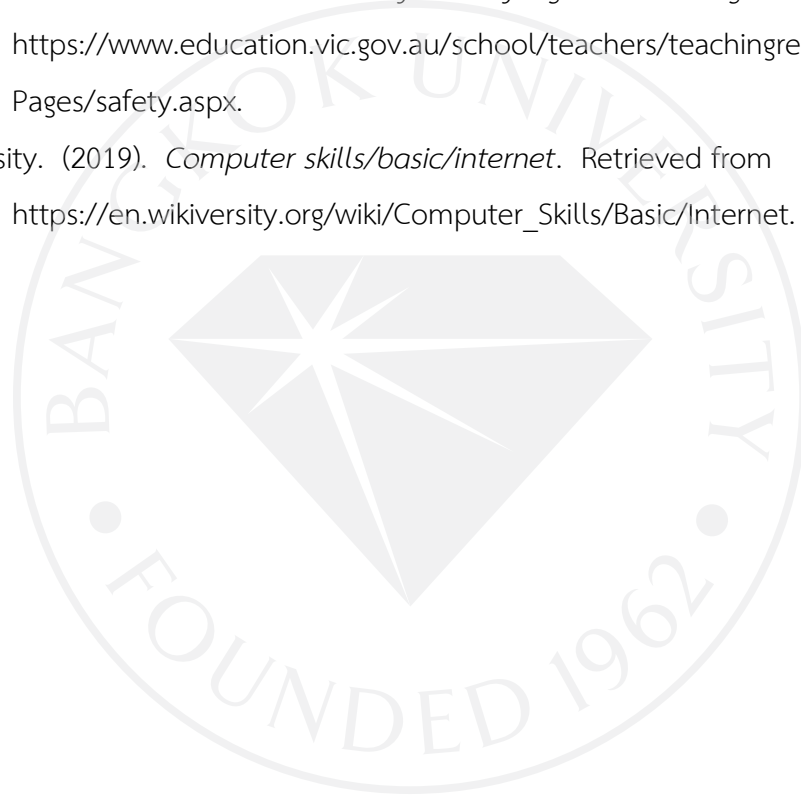 https://www.education.vic.gov.au/school/teachers/teachingre
Pages/safety.aspx.
sity. (2019). Computer skills/basic/internet. Retrieved from
https://en.wikiversity.org/wiki/Computer_Skills/Basic/Internet.
BANGKOK UNIVERSITY
FOUNDED 1962